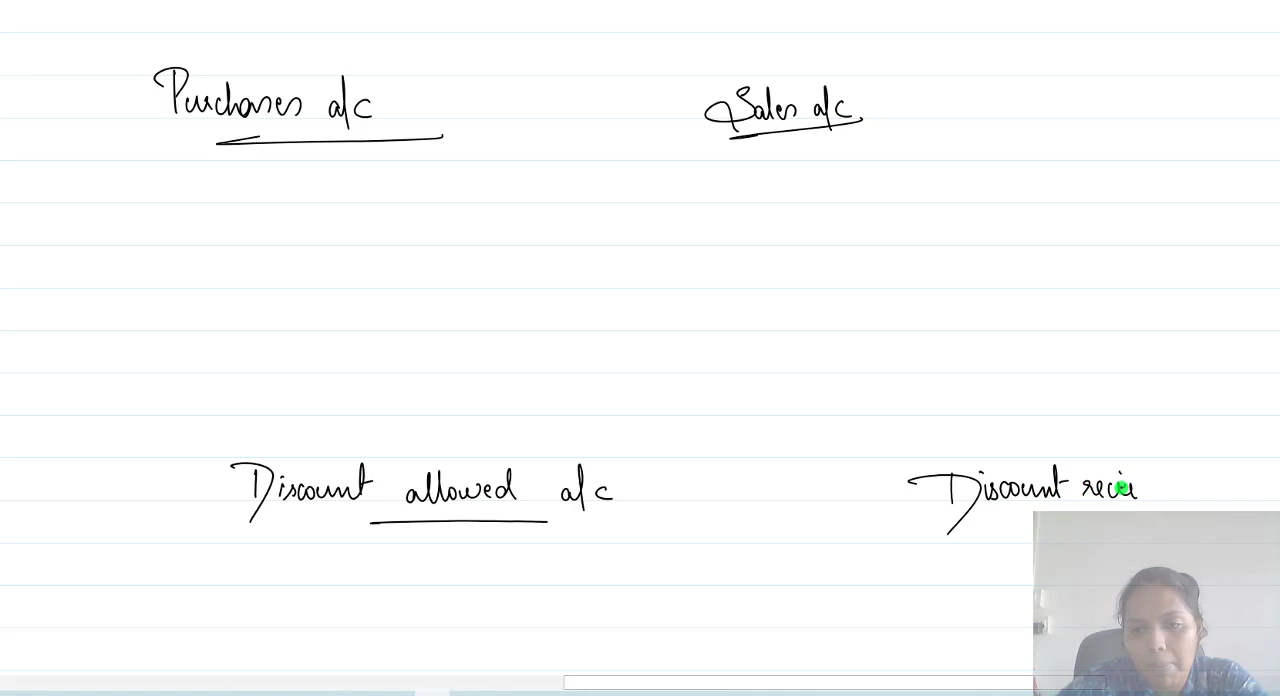 Purchases a/c
Sales a/c
Discount allowed a/c
Discount recei